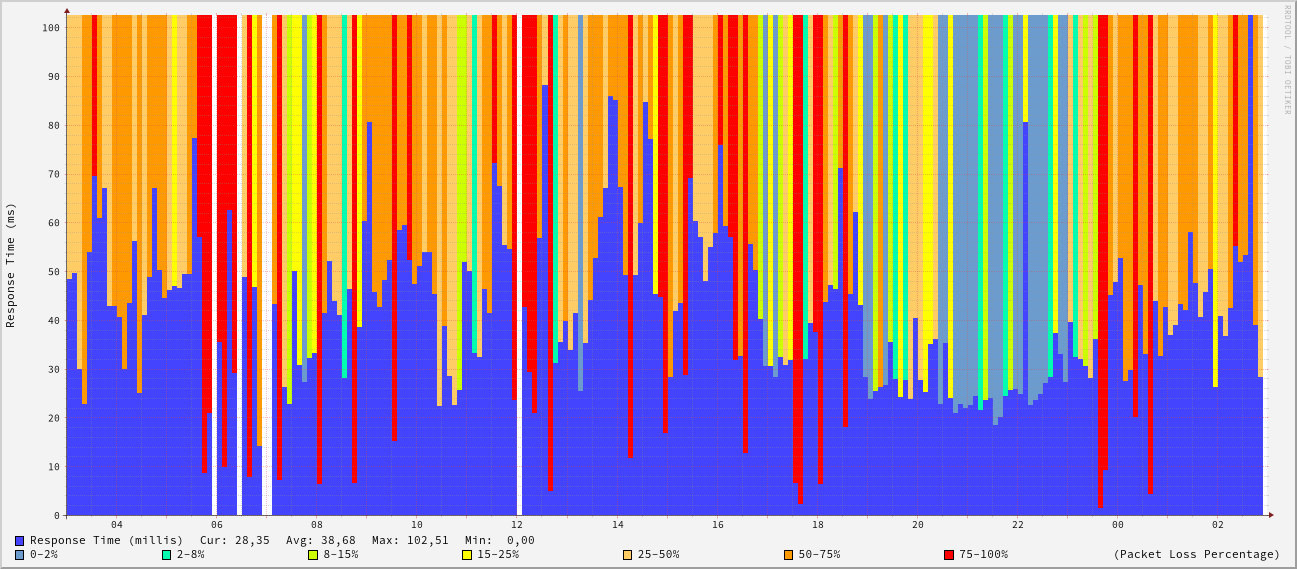 RRDTOOL / TOBI OETIKER
Response Time (ms)
100
90
80
70
60
50
40
30
20
10
0
04 06 08 10 12 14 16 18 20 22 00 02
Response Time (millis) Cur: 28,35 Avg: 38,68 Max: 102,51 Min: 0,00
0-2% 2-8% 8-15% 15-25% 25-50% 50-75% 75-100% (Packet Loss Percentage)